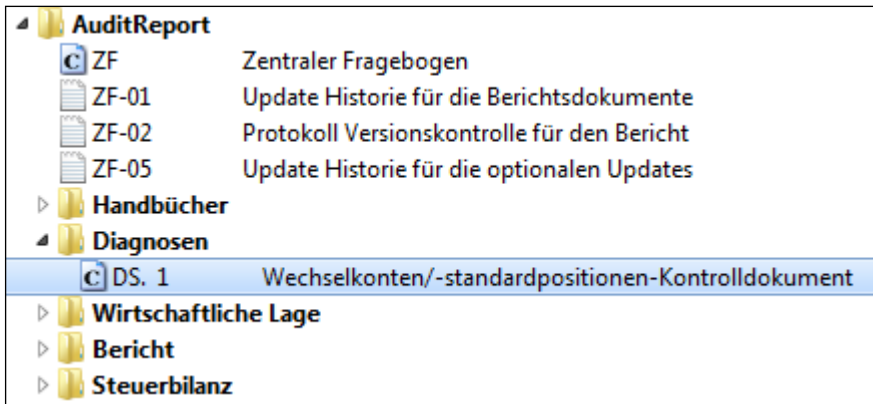 AuditReport
ZF Zentraler Fragebogen
ZF-01 Update Historie für die Berichtsdokumente
ZF-02 Protokoll Versionskontrolle für den Bericht
ZF-05 Update Historie für die optionalen Updates
Handbücher
Diagnosen
DS. 1 Wechselkonten/-standardpositionen-Kontrolldokument
Wirtschaftliche Lage
Bericht
Steuerbilanz